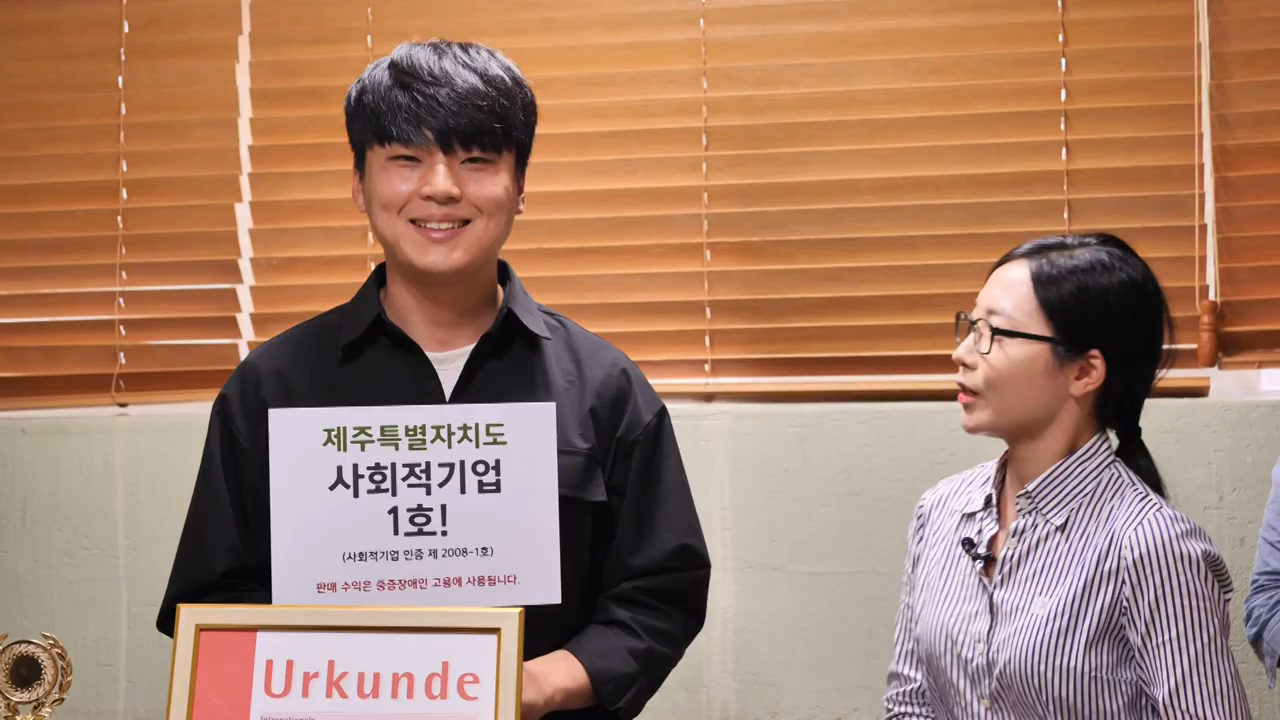 제주특별자치도
사회적기업
1호!
(사회적기업 인증 제 2008-1호)
판매 수익은 중증장애인 고용에 사용됩니다.
Urkunde